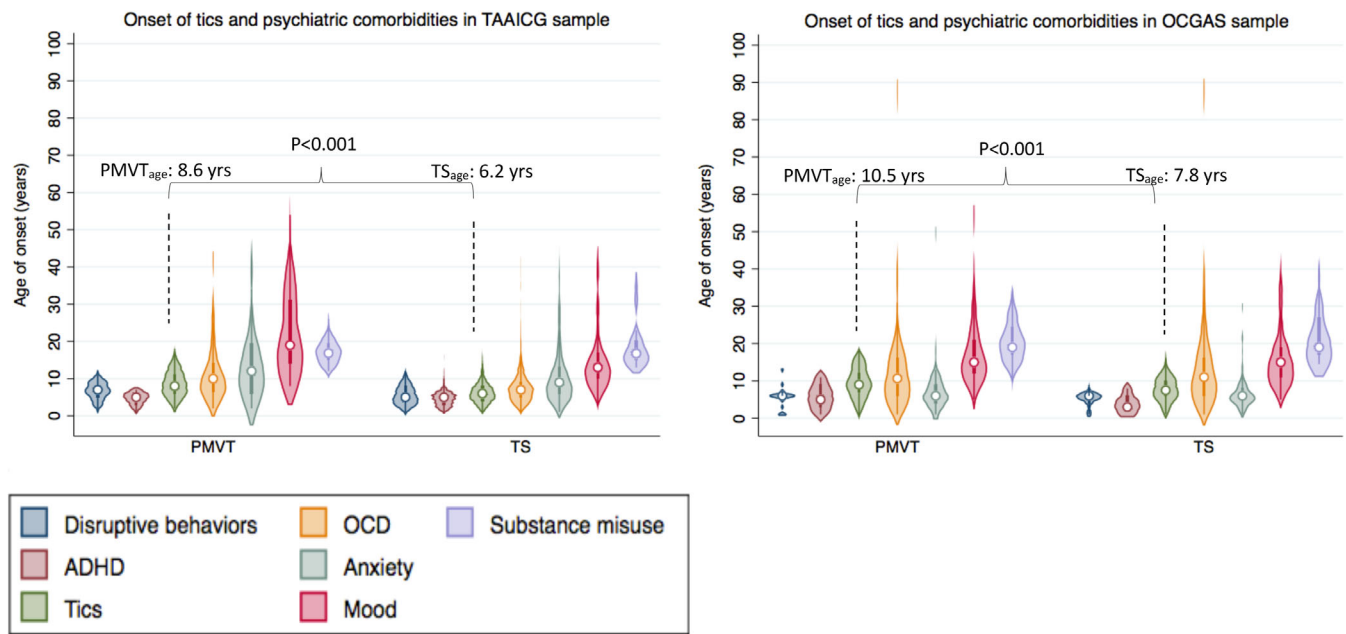 Onset of tics and psychiatric comorbidities in TAAICG sample
Age of onset (years)
100
90
80
70
60
50
40
30
20
10
0
P<0.001
PMVTage: 8.6 yrs
TSage: 6.2 yrs
PMVT
TS
Onset of tics and psychiatric comorbidities in OCGAS sample
Age of onset (years)
100
90
80
70
60
50
40
30
20
10
0
P<0.001
PMVTage: 10.5 yrs
TSage: 7.8 yrs
PMVT
TS
Disruptive behaviors
OCD
Substance misuse
ADHD
Anxiety
Tics
Mood